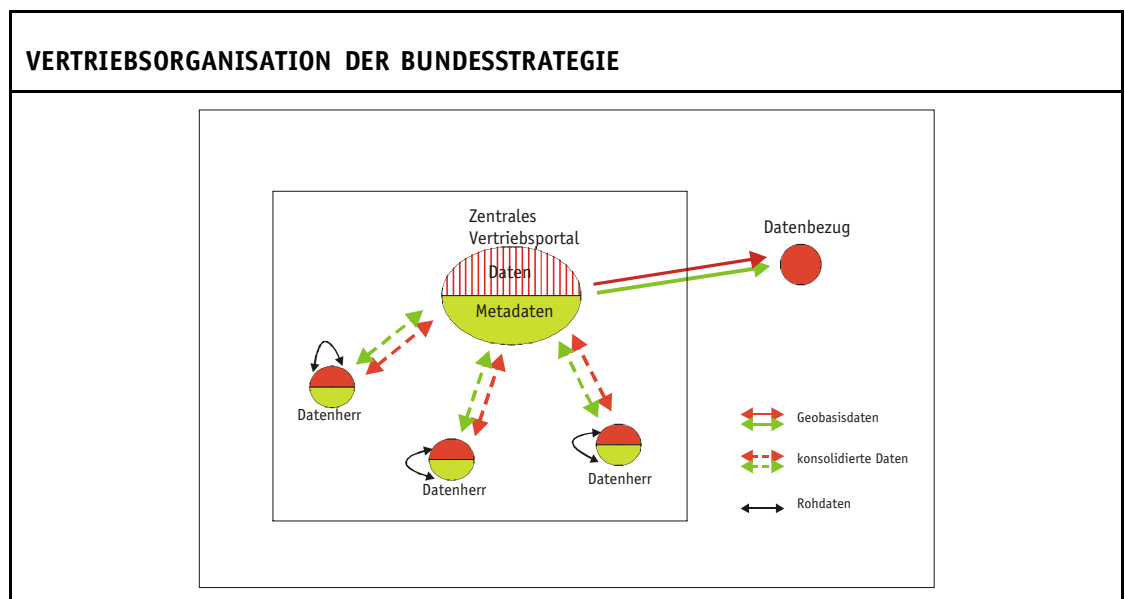 VERTRIEBSORGANISATION DER BUNDESSTRATEGIE
Zentrales
Vertriebsportal
Daten
Metadaten
Datenbezug
Datenherr
Datenherr
Datenherr
Geobasisdaten
konsolidierte Daten
Rohdaten